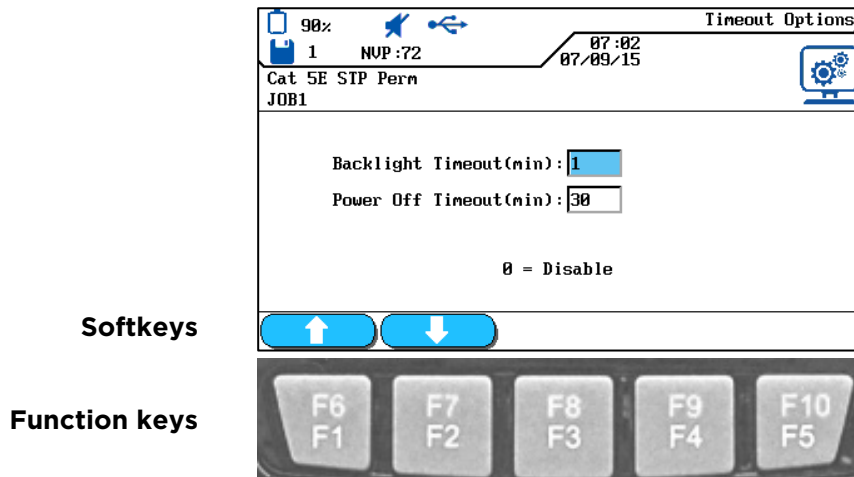 90% Timeout Options
1 NVP:72 07:02
07/09/15
Cat 5E STP Perm
JOB1
Backlight Timeout(min): 1
Power Off Timeout(min): 30
0 = Disable
Softkeys
Function keys
F6 F7 F8 F9 F10
F1 F2 F3 F4 F5